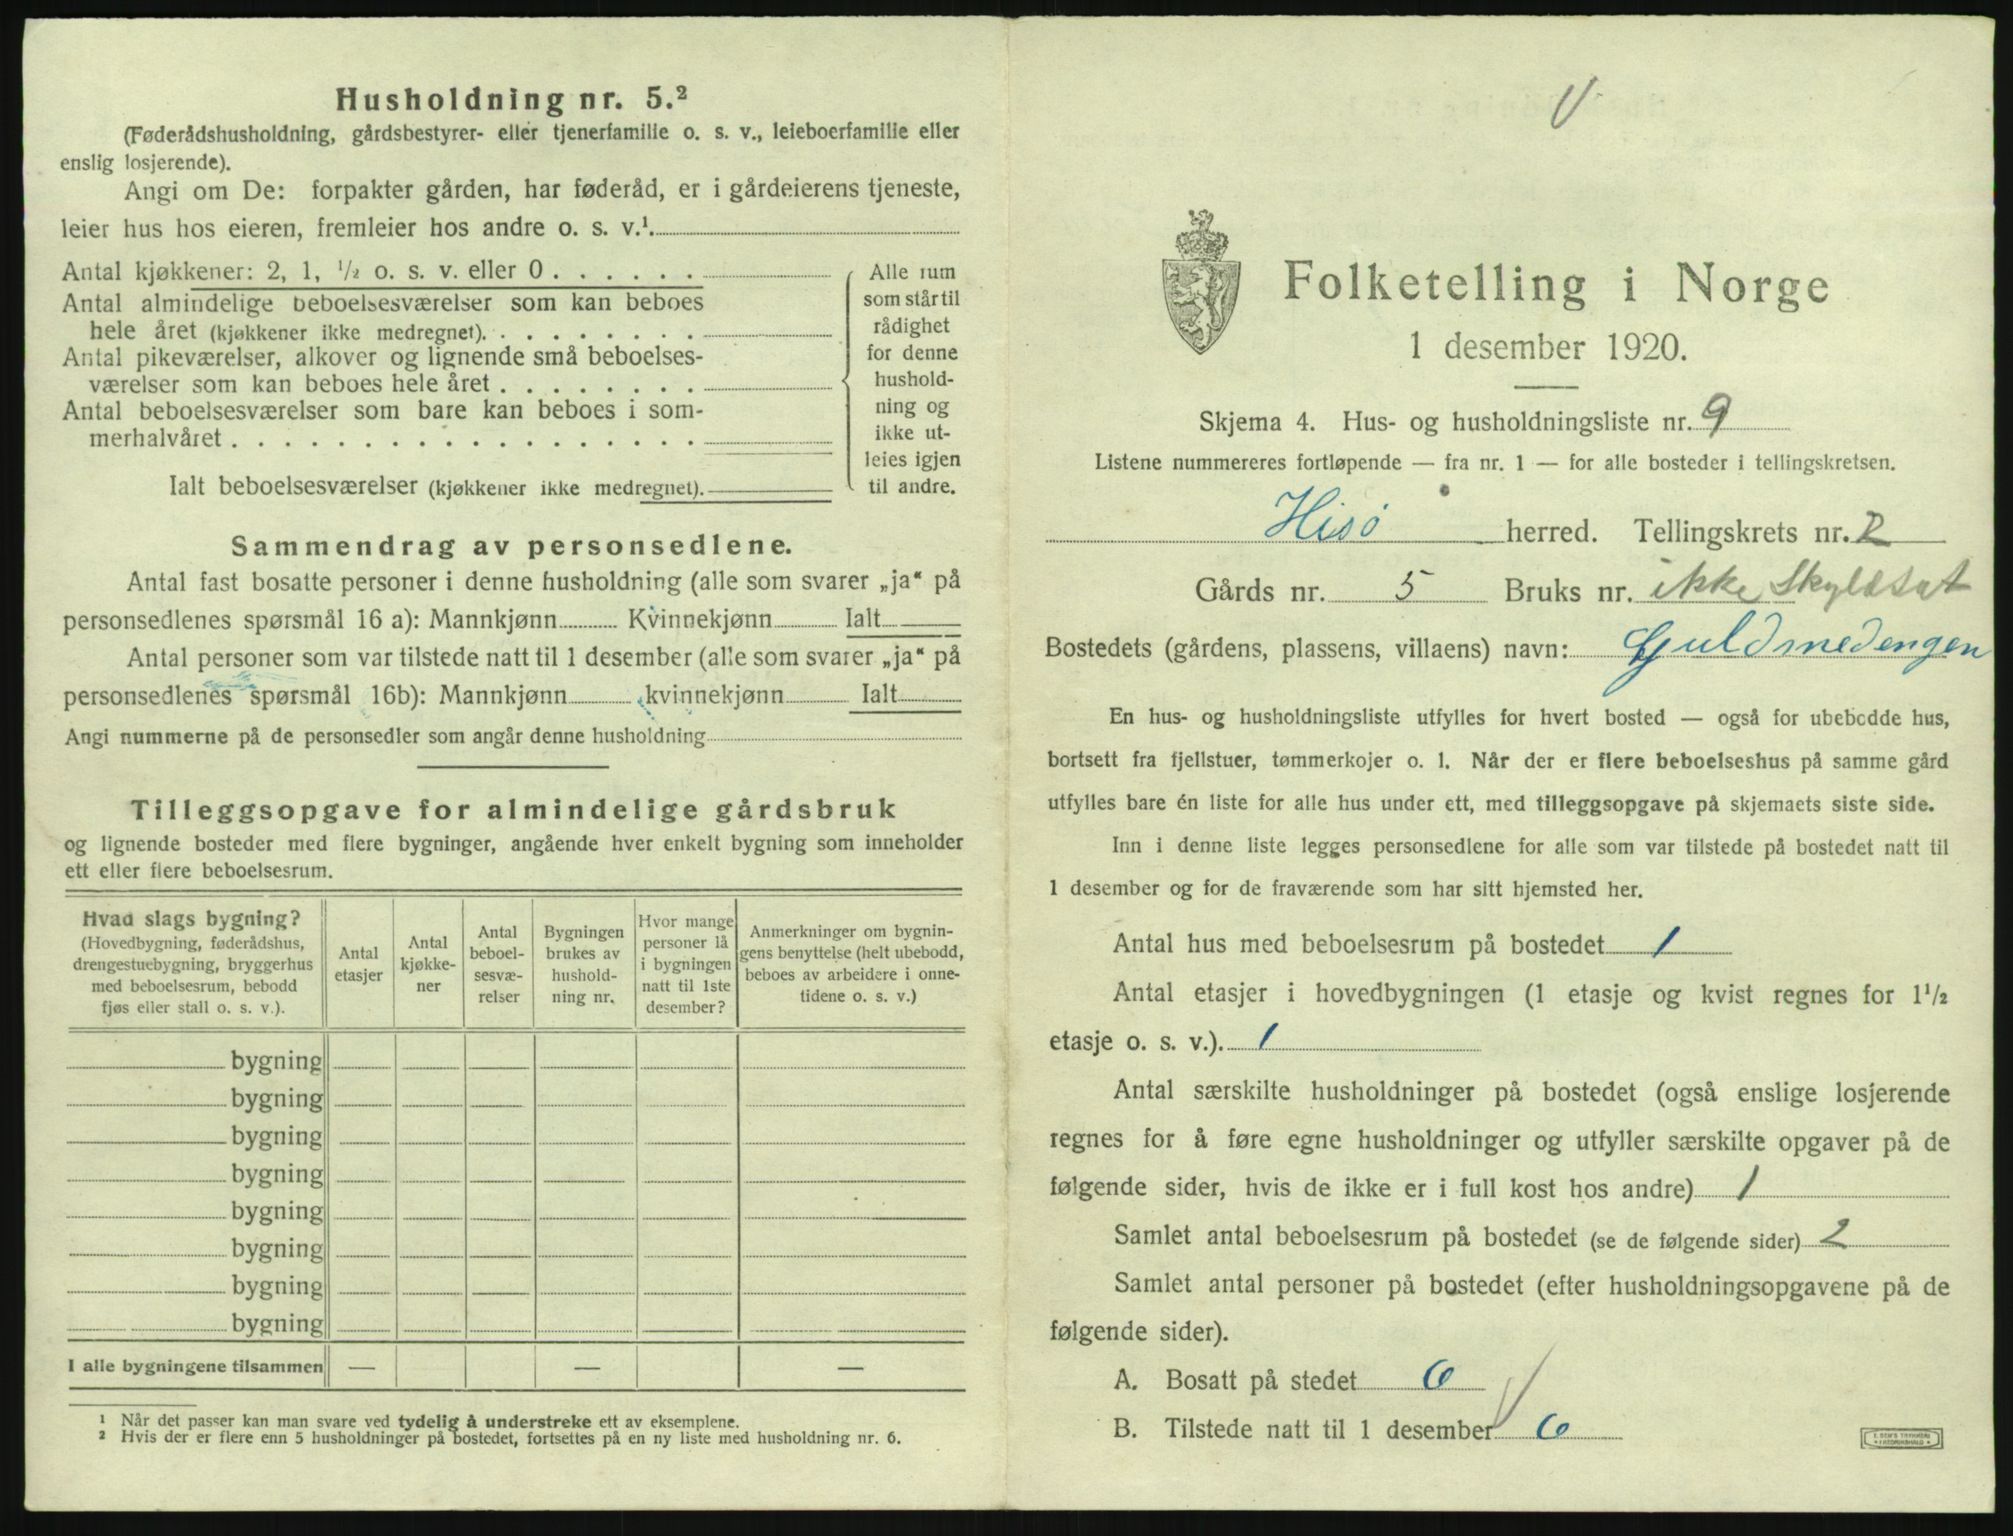 Husholdning nr. 5.²
(Føderådshusholdning, gårdsbestyrer- eller tjenerfamilie o. s. v., leieboerfamilie eller
enslig losjerende).
Angi om De: forpakter gården, har føderåd, er i gårdeierens tjeneste,
leier hus hos eieren, fremleier hos andre o. s. v.¹.
Antal kjøkkener: 2, 1, ½ o. s. v. eller 0 . . . . . .
Antal almindelige beboelsesværelser som kan beboes
hele året (kjøkkener ikke medregnet). . . . . . . . .
Antal pikeværelser, alkover og lignende små beboelses-
værelser som kan beboes hele året . . . . . . . .
Antal beboelsesværelser som bare kan beboes i som-
merhalvåret . . . . . . . . . . . . . . . . . .
Ialt beboelsesværelser (kjøkkener ikke medregnet).
Alle rum
som står til
rådighet
for denne
hushold-
ning og
ikke ut-
leies igjen
til andre.
Sammendrag av personsedlene.
Antal fast bosatte personer i denne husholdning (alle som svarer „ja“ på
personsedlenes spørsmål 16 a): Mannkjønn Kvinnekjønn Ialt
Antal personer som var tilstede natt til 1 desember (alle som svarer „ja“ på
personsedlenes spørsmål 16b): Mannkjønn kvinnekjønn Ialt
Angi nummerne på de personsedler som angår denne husholdning
Tilleggsopgave for almindelige gårdsbruk
og lignende bosteder med flere bygninger, angående hver enkelt bygning som inneholder
ett eller flere beboelsesrum.
Hvad slags bygning?
(Hovedbygning, føderådshus,
drengestuebygning, bryggerhus
med beboelsesrum, bebodd
fjøs eller stall o. s. v.).
Antal
etasjer
Antal
kjøkke-
ner
Antal
beboel-
sesvæ-
relser
Bygningen
brukes av
hushold-
ning nr.
Hvor mange
personer lå
i bygningen
natt til 1ste
desember?
Anmerkninger om bygnin-
gens benyttelse (helt ubebodd,
beboes av arbeidere i onne-
tidene o. s. v.)
bygning
bygning
bygning
bygning
bygning
bygning
bygning
bygning
I alle bygningene tilsammen — — —
¹ Når det passer kan man svare ved tydelig å understreke ett av eksemplene.
² Hvis der er flere enn 5 husholdninger på bostedet, fortsettes på en ny liste med husholdning nr. 6.
Folketelling i Norge
1 desember 1920.
Skjema 4. Hus- og husholdningsliste nr. 9
Listene nummereres fortløpende — fra nr. 1 — for alle bosteder i tellingskretsen.
Hisö herred. Tellingskrets nr. 2
Gårds nr. 5 Bruks nr. ikke Skyldsat
Bostedets (gårdens, plassens, villaens) navn: Guldsmedengen
En hus- og husholdningsliste utfylles for hvert bosted — også for ubebodde hus,
bortsett fra fjellstuer, tømmerkojer o. l. Når der er flere beboelseshus på samme gård
utfylles bare én liste for alle hus under ett, med tilleggsopgave på skjemaets siste side.
Inn i denne liste legges personsedlene for alle som var tilstede på bostedet natt til
1 desember og for de fraværende som har sitt hjemsted her.
Antal hus med beboelsesrum på bostedet 1
Antal etasjer i hovedbygningen (1 etasje og kvist regnes for 1½
etasje o. s. v.). 1
Antal særskilte husholdninger på bostedet (også enslige losjerende
regnes for å føre egne husholdninger og utfyller særskilte opgaver på de
følgende sider, hvis de ikke er i full kost hos andre) 1
Samlet antal beboelsesrum på bostedet (se de følgende sider) 2
Samlet antal personer på bostedet (efter husholdningsopgavene på de
følgende sider).
A. Bosatt på stedet 6
B. Tilstede natt til 1 desember 6